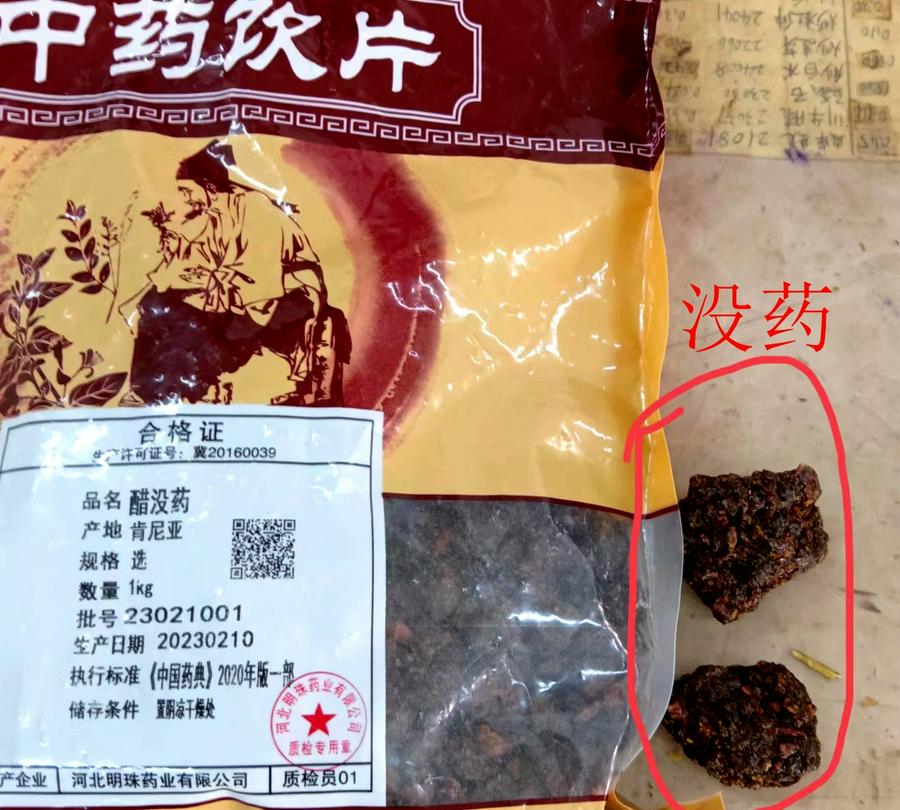 中药饮片
没药
合格证
生产许可证号：冀20160039
品名 醋没药
产地 肯尼亚
规格 选
数量 1kg
批号 23021001
生产日期 20230210
执行标准《中国药典》2020年版一部
储存条件 置阴凉干燥处
河北明珠药业有限公司
质检专用章
产企业 河北明珠药业有限公司 质检员01